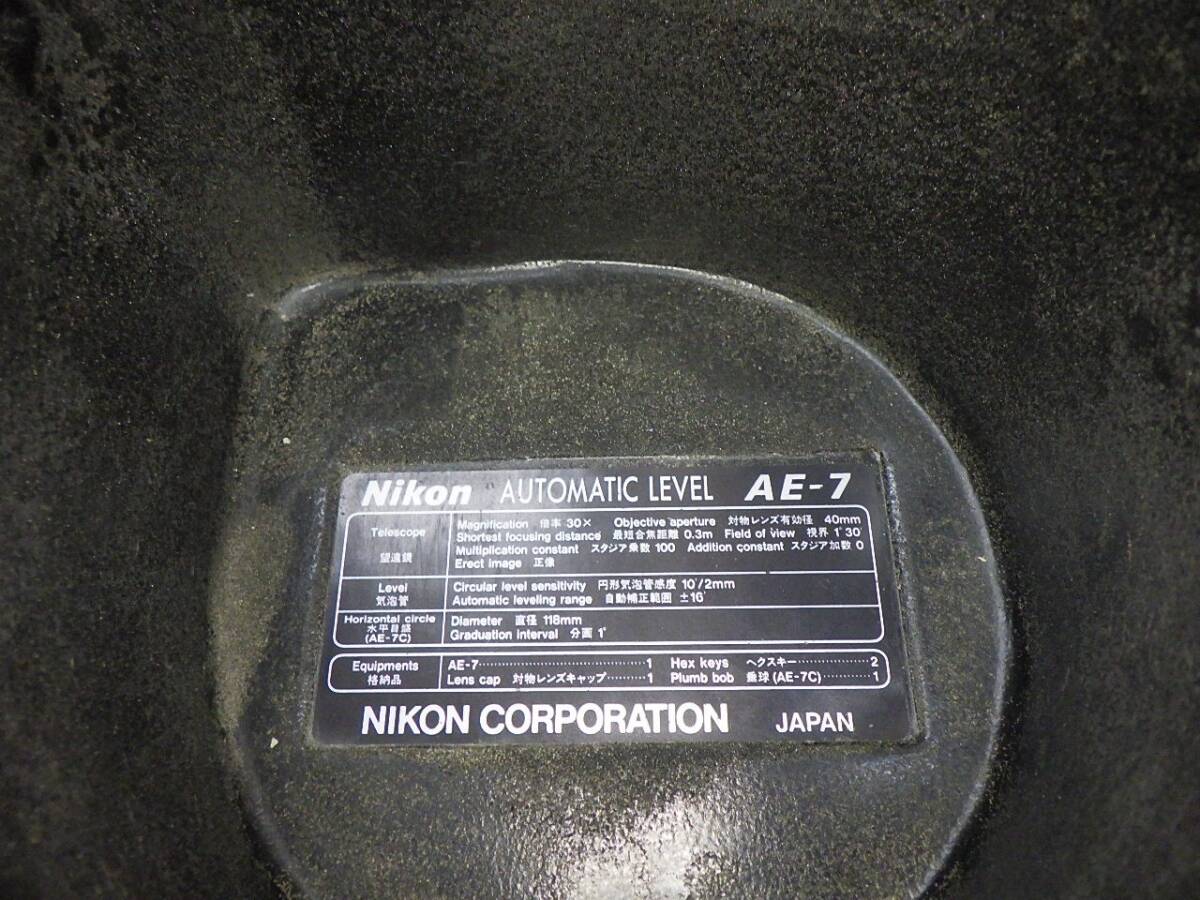 Nikon AUTOMATIC LEVEL AE-7
Telescope
望遠鏡
Magnification 倍率 30× Objective aperture 対物レンズ有効径 40mm
Shortest focusing distance 最短合焦距離 0.3m Field of view 視界 1°30'
Multiplication constant スタジア乗数 100 Addition constant スタジア加数 0
Erect image 正像
Level
気泡管
Circular level sensitivity 円形気泡管感度 10'/2mm
Automatic leveling range 自動補正範囲 ±16'
Horizontal circle
水平目盛
(AE-7C)
Diameter 直径 118mm
Graduation interval 分画 1°
Equipments
格納品
AE-7 1 Hex keys ヘクスキー 2
Lens cap 対物レンズキャップ 1 Plumb bob 垂球 (AE-7C) 1
NIKON CORPORATION JAPAN